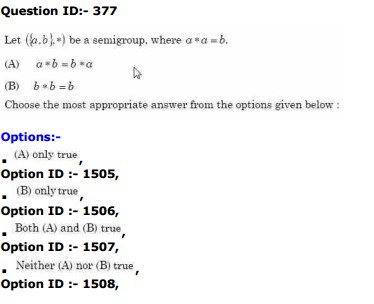 Question ID:- 377
Let ({a,b},*) be a semigroup, where a*a=b.
(A) a*b=b*a
(B) b*b=b
Choose the most appropriate answer from the options given below :
Options:-
(A) only true,
Option ID :- 1505,
(B) only true,
Option ID :- 1506,
Both (A) and (B) true,
Option ID :- 1507,
Neither (A) nor (B) true,
Option ID :- 1508,